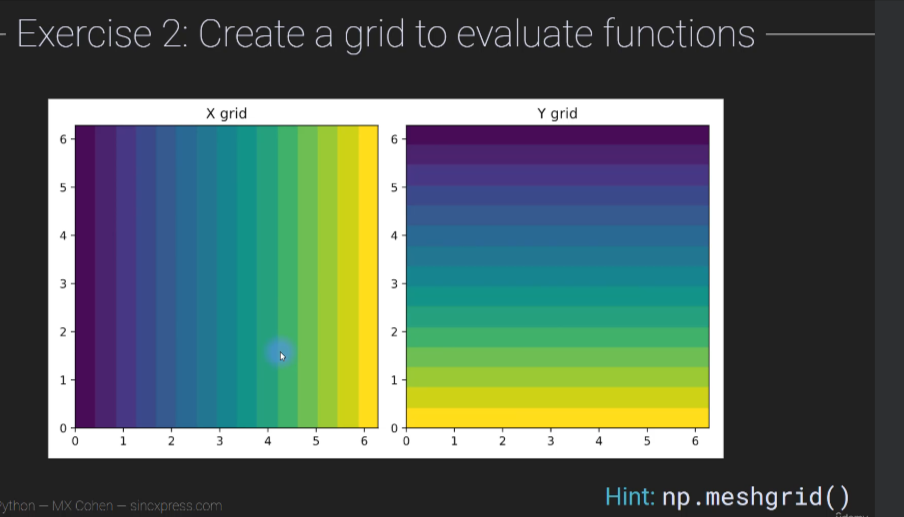 Exercise 2: Create a grid to evaluate functions
X grid
Y grid
6
5
4
3
2
1
0
0 1 2 3 4 5 6
6
5
4
3
2
1
0
0 1 2 3 4 5 6
Hint: np.meshgrid()
ython — MX Cohen — sincxpress.com